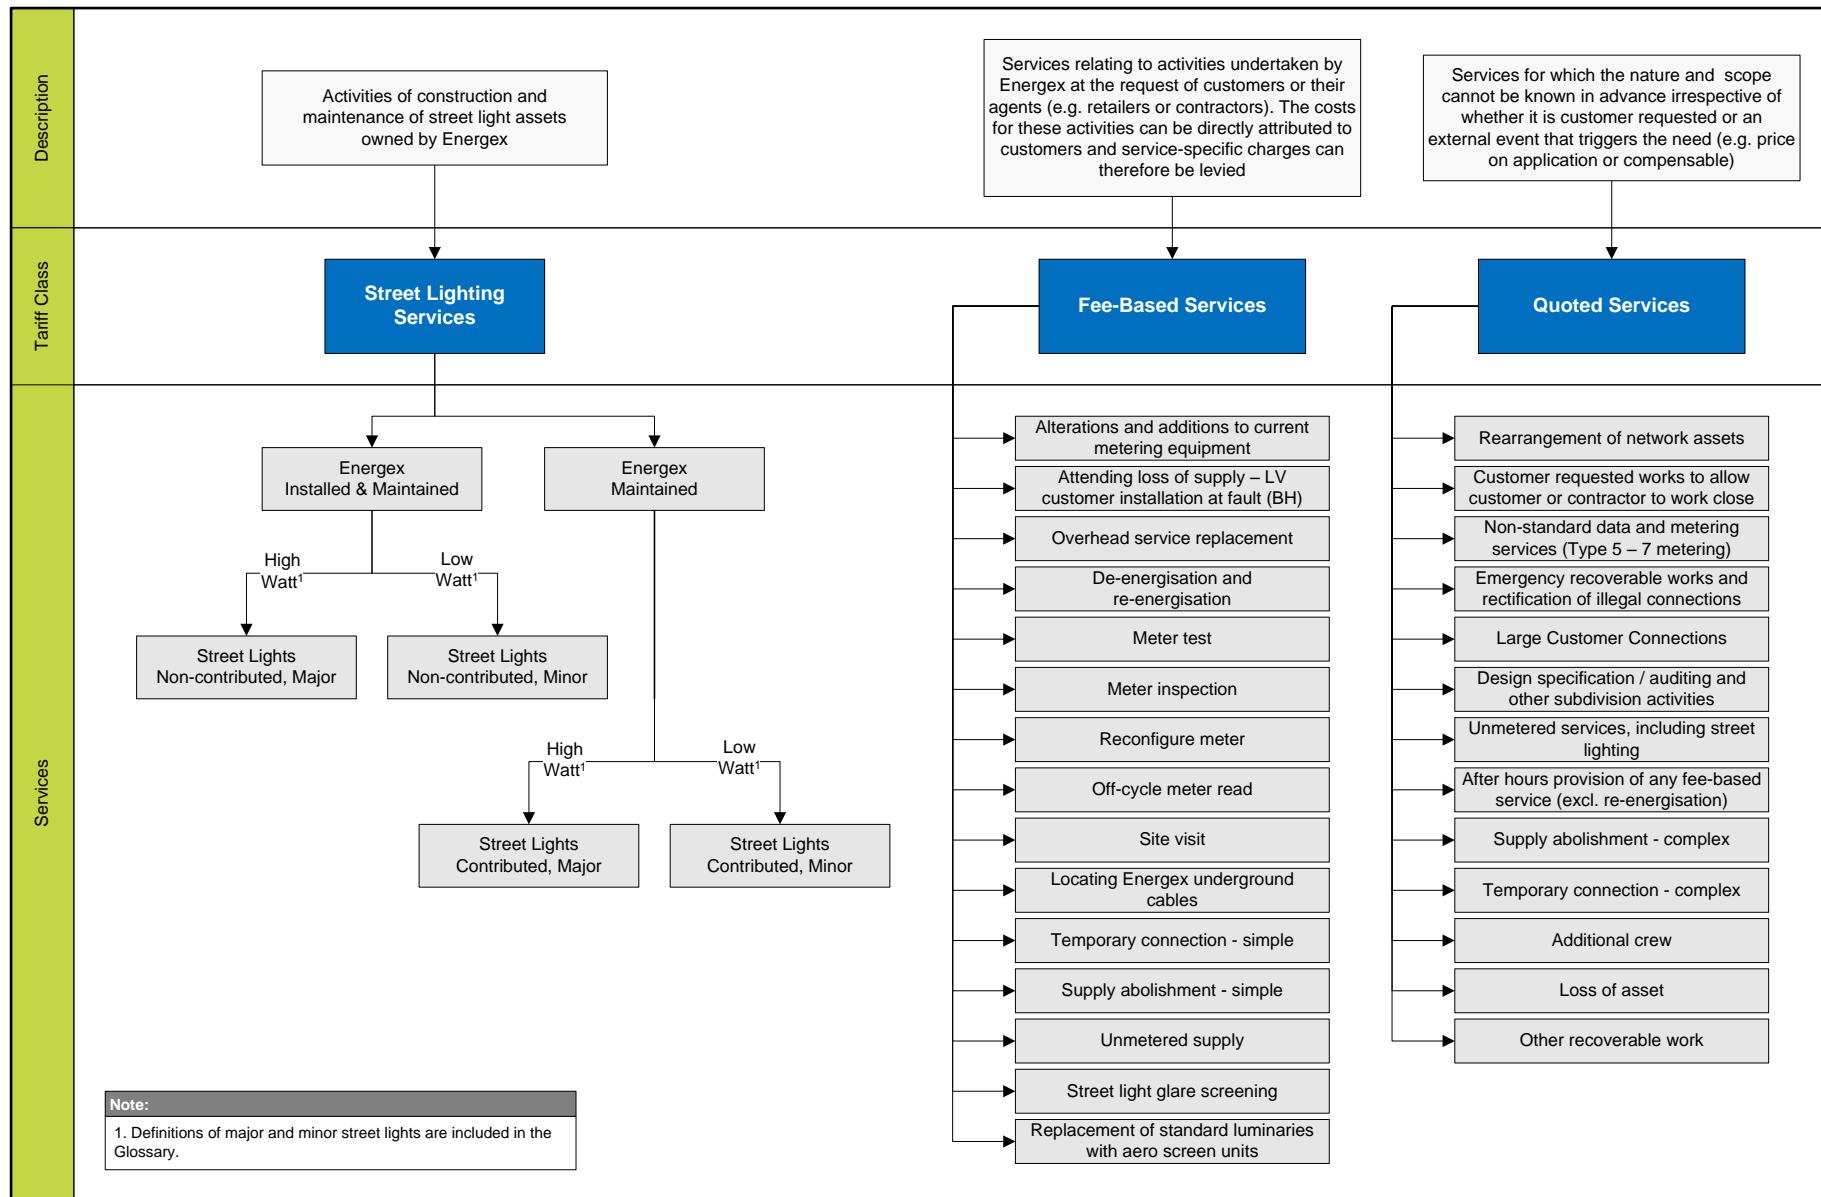 Description
Activities of construction and
maintenance of street light assets
owned by Energex
Services relating to activities undertaken by
Energex at the request of customers or their
agents (e.g. retailers or contractors). The costs
for these activities can be directly attributed to
customers and service-specific charges can
therefore be levied
Services for which the nature and scope
cannot be known in advance irrespective of
whether it is customer requested or an
external event that triggers the need (e.g. price
on application or compensable)
Tariff Class
Street Lighting
Services
Fee-Based Services
Quoted Services
Services
Energex
Installed & Maintained
Energex
Maintained
High
Watt¹
Low
Watt¹
Street Lights
Non-contributed, Major
Street Lights
Non-contributed, Minor
High
Watt¹
Low
Watt¹
Street Lights
Contributed, Major
Street Lights
Contributed, Minor
Alterations and additions to current
metering equipment
Attending loss of supply – LV
customer installation at fault (BH)
Overhead service replacement
De-energisation and
re-energisation
Meter test
Meter inspection
Reconfigure meter
Off-cycle meter read
Site visit
Locating Energex underground
cables
Temporary connection - simple
Supply abolishment - simple
Unmetered supply
Street light glare screening
Replacement of standard luminaries
with aero screen units
Rearrangement of network assets
Customer requested works to allow
customer or contractor to work close
Non-standard data and metering
services (Type 5 – 7 metering)
Emergency recoverable works and
rectification of illegal connections
Large Customer Connections
Design specification / auditing and
other subdivision activities
Unmetered services, including street
lighting
After hours provision of any fee-based
service (excl. re-energisation)
Supply abolishment - complex
Temporary connection - complex
Additional crew
Loss of asset
Other recoverable work
Note:
1. Definitions of major and minor street lights are included in the
Glossary.